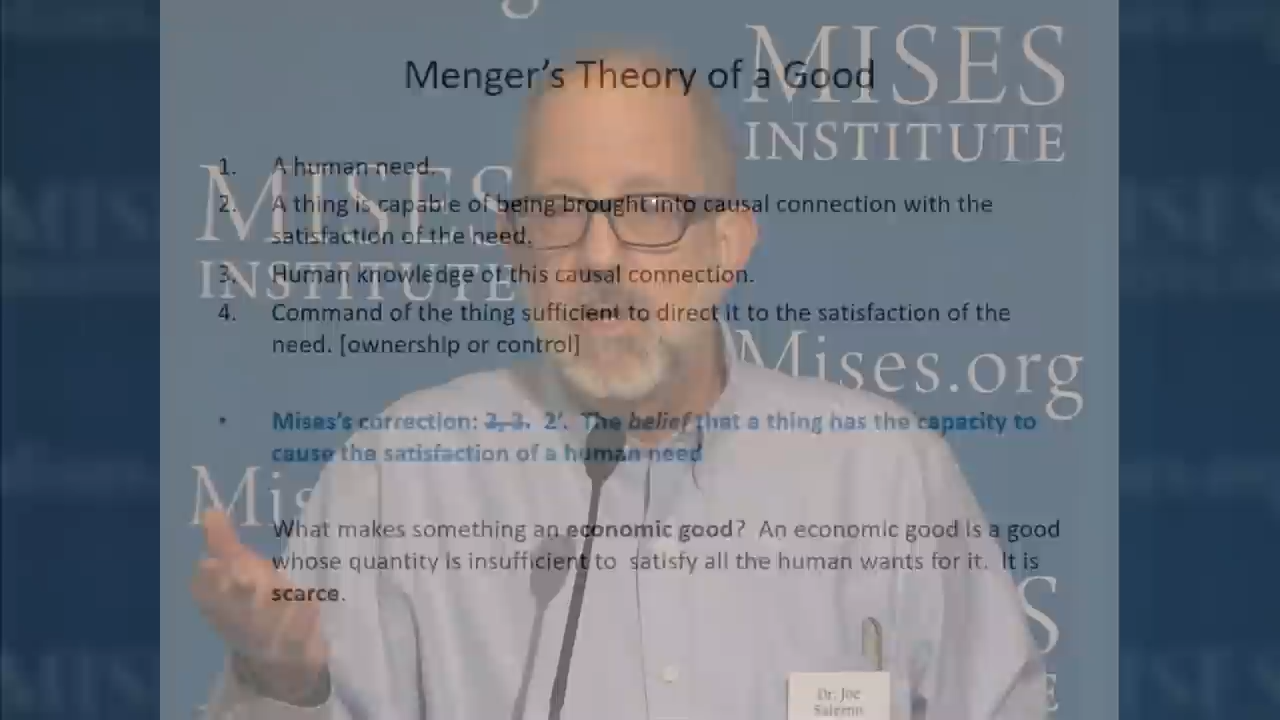 Menger's Theory of a Good
MISES
INSTITUTE
1. A human need.
2. A thing is capable of being brought into causal connection with the
satisfaction of the need.
MISES
INSTITUTE
3. Human knowledge of this causal connection.
4. Command of the thing sufficient to direct it to the satisfaction of the
need. [ownership or control]
Mises.org
• Mises's correction: 2, 3. 2'. The belief that a thing has the capacity to
cause the satisfaction of a human need
Mis
What makes something an economic good? An economic good is a good
whose quantity is insufficient to satisfy all the human wants for it. It is
scarce.
S
E
Dr. Joe
Salerno